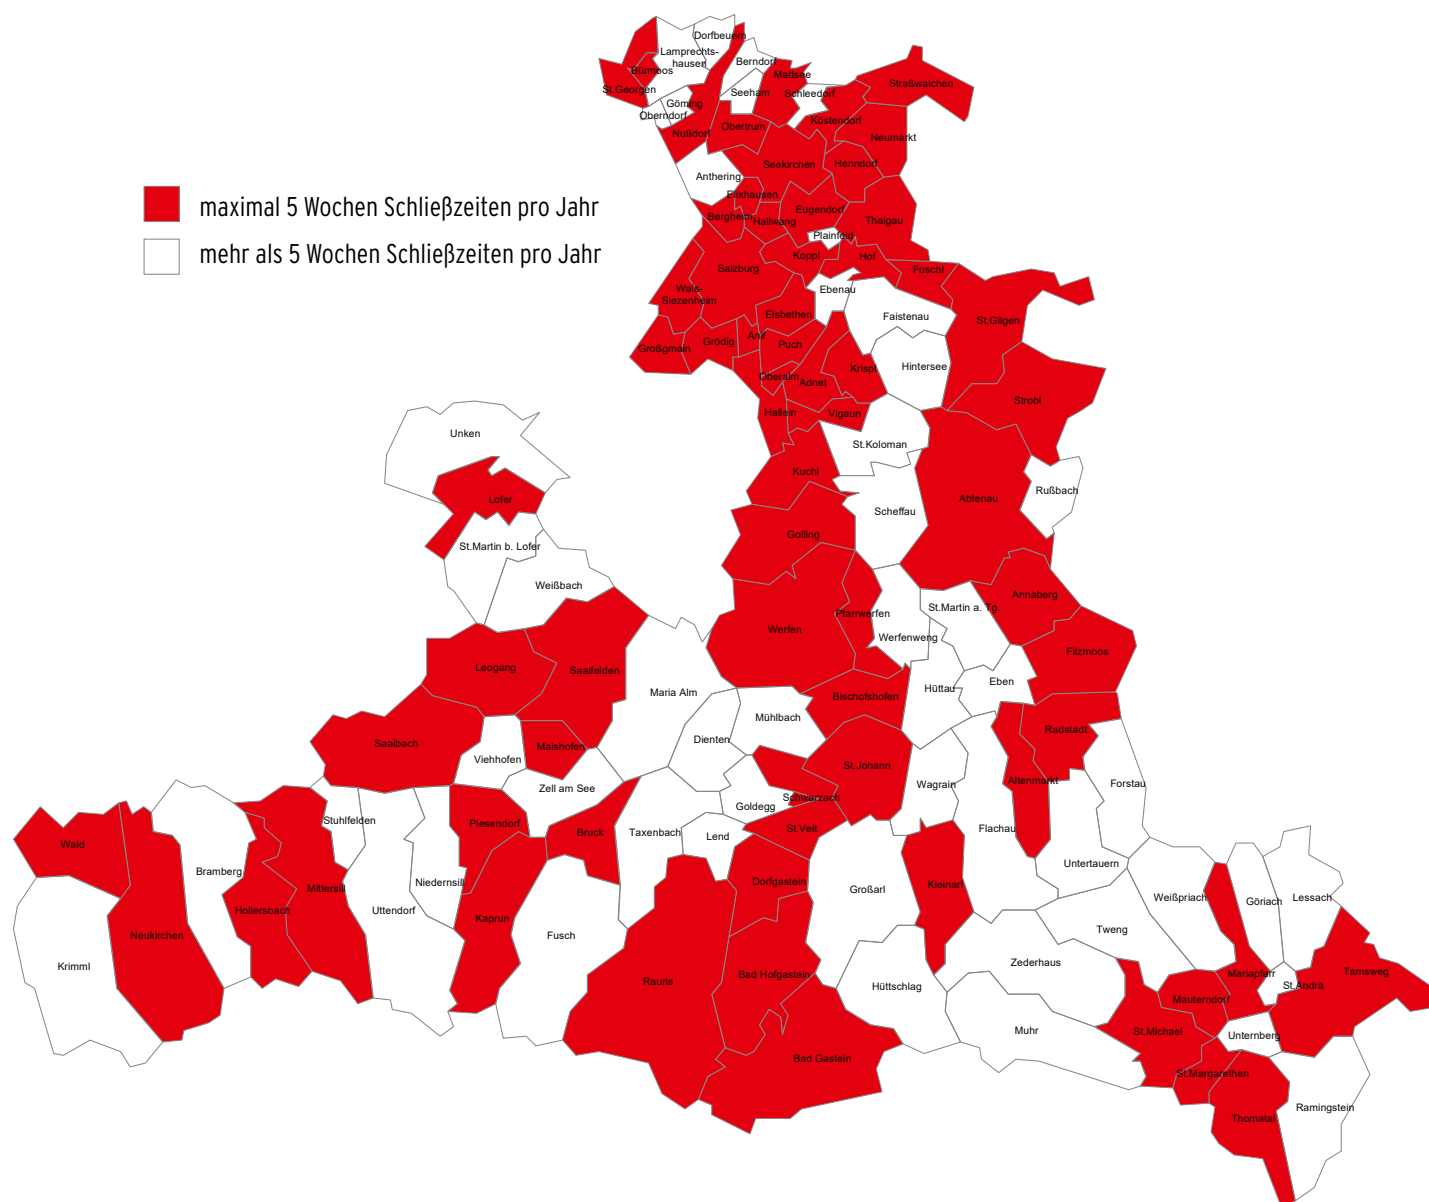 Dorfbeuern
Lamprechts-
hausen
Berndorf
Bürmoos
Mattsee
Straßwalchen
St.Georgen
Seeham
Schleedorf
Göming
Oberndorf
Köstendorf
Nußdorf
Obertrum
Neumarkt
Seekirchen
Henndorf
Anthering
Elixhausen
maximal 5 Wochen Schließzeiten pro Jahr
Bergheim
Hallwang
Eugendorf
Thalgau
Plainfeld
mehr als 5 Wochen Schließzeiten pro Jahr
Koppl
Hof
Salzburg
Fuschl
Wals-
Siezenheim
Ebenau
Elsbethen
Faistenau
St.Gilgen
Großgmain
Grödig
Anif
Puch
Krispl
Hintersee
Oberalm
Adnet
Strobl
Hallein
Vigaun
Unken
St.Koloman
Kuchl
Lofer
Abtenau
Rußbach
Scheffau
Golling
St.Martin b. Lofer
Weißbach
Annaberg
St.Martin a. Tg.
Pfarrwerfen
Werfen
Werfenweng
Filzmoos
Leogang
Saalfelden
Eben
Maria Alm
Hüttau
Bischofshofen
Mühlbach
Radstadt
Dienten
Saalbach
Maishofen
Viehhofen
St.Johann
Altenmarkt
Forstau
Wagrain
Zell am See
Schwarzach
Goldegg
Stuhlfelden
Piesendorf
Bruck
Taxenbach
Lend
St.Veit
Flachau
Wald
Untertauern
Bramberg
Niedernsill
Dorfgastein
Großarl
Kleinarl
Mittersill
Weißpriach
Göriach
Lessach
Hollersbach
Uttendorf
Kaprun
Neukirchen
Fusch
Tweng
Krimml
Zederhaus
Rauris
Bad Hofgastein
Mariapfarr
Tamsweg
Hüttschlag
St.Andrä
Mauterndorf
Muhr
St.Michael
Unternberg
Bad Gastein
St.Margarethen
Ramingstein
Thomatal